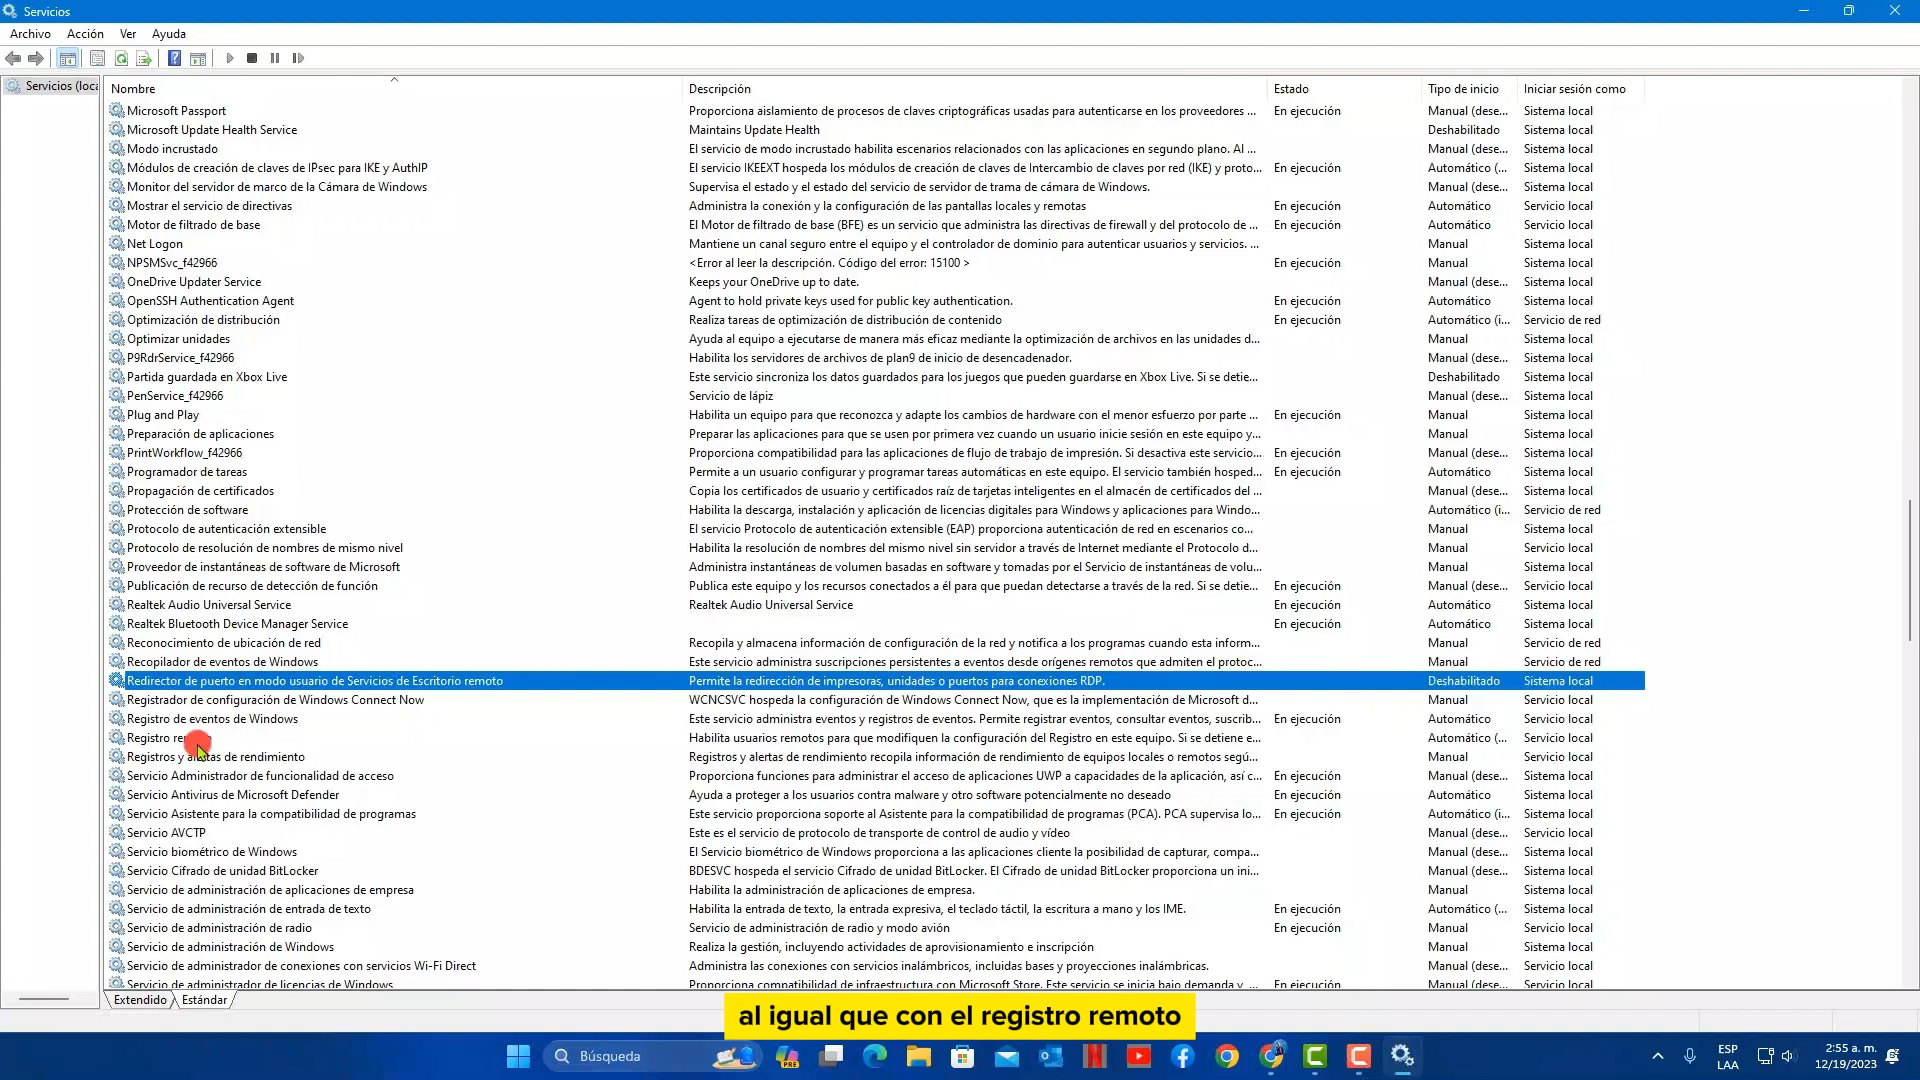 Servicios
Archivo Acción Ver Ayuda
Servicios (loca
Nombre Descripción Estado Tipo de inicio Iniciar sesión como
Microsoft Passport Proporciona aislamiento de procesos de claves criptográficas usadas para autenticarse en los proveedores ... En ejecución Manual (dese... Sistema local
Microsoft Update Health Service Maintains Update Health Deshabilitado Sistema local
Modo incrustado El servicio de modo incrustado habilita escenarios relacionados con las aplicaciones en segundo plano. Al ... Manual (dese... Sistema local
Módulos de creación de claves de IPsec para IKE y AuthIP El servicio IKEEXT hospeda los módulos de creación de claves de Intercambio de claves por red (IKE) y proto... En ejecución Automático (... Sistema local
Monitor del servidor de marco de la Cámara de Windows Supervisa el estado y el estado del servicio de servidor de trama de cámara de Windows. Manual (dese... Sistema local
Mostrar el servicio de directivas Administra la conexión y la configuración de las pantallas locales y remotas En ejecución Automático Servicio local
Motor de filtrado de base El Motor de filtrado de base (BFE) es un servicio que administra las directivas de firewall y del protocolo de ... En ejecución Automático Servicio local
Net Logon Mantiene un canal seguro entre el equipo y el controlador de dominio para autenticar usuarios y servicios. ... Manual Sistema local
NPSMSvc_f42966 <Error al leer la descripción. Código del error: 15100 > En ejecución Manual Sistema local
OneDrive Updater Service Keeps your OneDrive up to date. Manual (dese... Sistema local
OpenSSH Authentication Agent Agent to hold private keys used for public key authentication. En ejecución Automático Sistema local
Optimización de distribución Realiza tareas de optimización de distribución de contenido En ejecución Automático (i... Servicio de red
Optimizar unidades Ayuda al equipo a ejecutarse de manera más eficaz mediante la optimización de archivos en las unidades d... Manual Sistema local
P9RdrService_f42966 Habilita los servidores de archivos de plan9 de inicio de desencadenador. Manual (dese... Sistema local
Partida guardada en Xbox Live Este servicio sincroniza los datos guardados para los juegos que pueden guardarse en Xbox Live. Si se detie... Deshabilitado Sistema local
PenService_f42966 Servicio de lápiz Manual (dese... Sistema local
Plug and Play Habilita un equipo para que reconozca y adapte los cambios de hardware con el menor esfuerzo por parte ... En ejecución Manual Sistema local
Preparación de aplicaciones Preparar las aplicaciones para que se usen por primera vez cuando un usuario inicie sesión en este equipo y... Manual Sistema local
PrintWorkflow_f42966 Proporciona compatibilidad para las aplicaciones de flujo de trabajo de impresión. Si desactiva este servicio... En ejecución Manual (dese... Sistema local
Programador de tareas Permite a un usuario configurar y programar tareas automáticas en este equipo. El servicio también hosped... En ejecución Automático Sistema local
Propagación de certificados Copia los certificados de usuario y certificados raíz de tarjetas inteligentes en el almacén de certificados del ... Manual (dese... Sistema local
Protección de software Habilita la descarga, instalación y aplicación de licencias digitales para Windows y aplicaciones para Windo... Automático (i... Servicio de red
Protocolo de autenticación extensible El servicio Protocolo de autenticación extensible (EAP) proporciona autenticación de red en escenarios co... Manual Sistema local
Protocolo de resolución de nombres de mismo nivel Habilita la resolución de nombres del mismo nivel sin servidor a través de Internet mediante el Protocolo d... Manual Servicio local
Proveedor de instantáneas de software de Microsoft Administra instantáneas de volumen basadas en software y tomadas por el Servicio de instantáneas de volu... Manual Sistema local
Publicación de recurso de detección de función Publica este equipo y los recursos conectados a él para que puedan detectarse a través de la red. Si se detie... En ejecución Manual (dese... Servicio local
Realtek Audio Universal Service Realtek Audio Universal Service En ejecución Automático Sistema local
Realtek Bluetooth Device Manager Service En ejecución Automático Sistema local
Reconocimiento de ubicación de red Recopila y almacena información de configuración de la red y notifica a los programas cuando esta inform... Manual Servicio de red
Recopilador de eventos de Windows Este servicio administra suscripciones persistentes a eventos desde orígenes remotos que admiten el protoc... Manual Servicio de red
Redirector de puerto en modo usuario de Servicios de Escritorio remoto Permite la redirección de impresoras, unidades o puertos para conexiones RDP. Deshabilitado Sistema local
Registrador de configuración de Windows Connect Now WCNCSVC hospeda la configuración de Windows Connect Now, que es la implementación de Microsoft d... Manual Servicio local
Registro de eventos de Windows Este servicio administra eventos y registros de eventos. Permite registrar eventos, consultar eventos, suscrib... En ejecución Automático Servicio local
Registro Habilita usuarios remotos para que modifiquen la configuración del Registro en este equipo. Si se detiene e... Automático (... Servicio local
Registros y alertas de rendimiento Registros y alertas de rendimiento recopila información de rendimiento de equipos locales o remotos segú... Manual Servicio local
Servicio Administrador de funcionalidad de acceso Proporciona funciones para administrar el acceso de aplicaciones UWP a capacidades de la aplicación, así c... En ejecución Manual (dese... Sistema local
Servicio Antivirus de Microsoft Defender Ayuda a proteger a los usuarios contra malware y otro software potencialmente no deseado En ejecución Automático Sistema local
Servicio Asistente para la compatibilidad de programas Este servicio proporciona soporte al Asistente para la compatibilidad de programas (PCA). PCA supervisa lo... En ejecución Automático (i... Sistema local
Servicio AVCTP Este es el servicio de protocolo de transporte de control de audio y vídeo Manual (dese... Servicio local
Servicio biométrico de Windows El Servicio biométrico de Windows proporciona a las aplicaciones cliente la posibilidad de capturar, compa... Manual (dese... Sistema local
Servicio Cifrado de unidad BitLocker BDESVC hospeda el servicio Cifrado de unidad BitLocker. El Cifrado de unidad BitLocker proporciona un ini... Manual (dese... Sistema local
Servicio de administración de aplicaciones de empresa Habilita la administración de aplicaciones de empresa. Manual Sistema local
Servicio de administración de entrada de texto Habilita la entrada de texto, la entrada expresiva, el teclado táctil, la escritura a mano y los IME. En ejecución Automático (... Sistema local
Servicio de administración de radio Servicio de administración de radio y modo avión En ejecución Manual Servicio local
Servicio de administración de Windows Realiza la gestión, incluyendo actividades de aprovisionamiento e inscripción Manual Sistema local
Servicio de administrador de conexiones con servicios Wi-Fi Direct Administra las conexiones con servicios inalámbricos, incluidas bases y proyecciones inalámbricas. Manual (dese... Servicio local
Servicio de administrador de licencias de Windows Proporciona compatibilidad de infraestructura con Microsoft Store. Este servicio se inicia bajo demanda y ... En ejecución Manual (dese... Servicio local
Extendido Estándar
al igual que con el registro remoto
Búsqueda
PRE
ESP
LAA
2:55 a. m.
12/19/2023